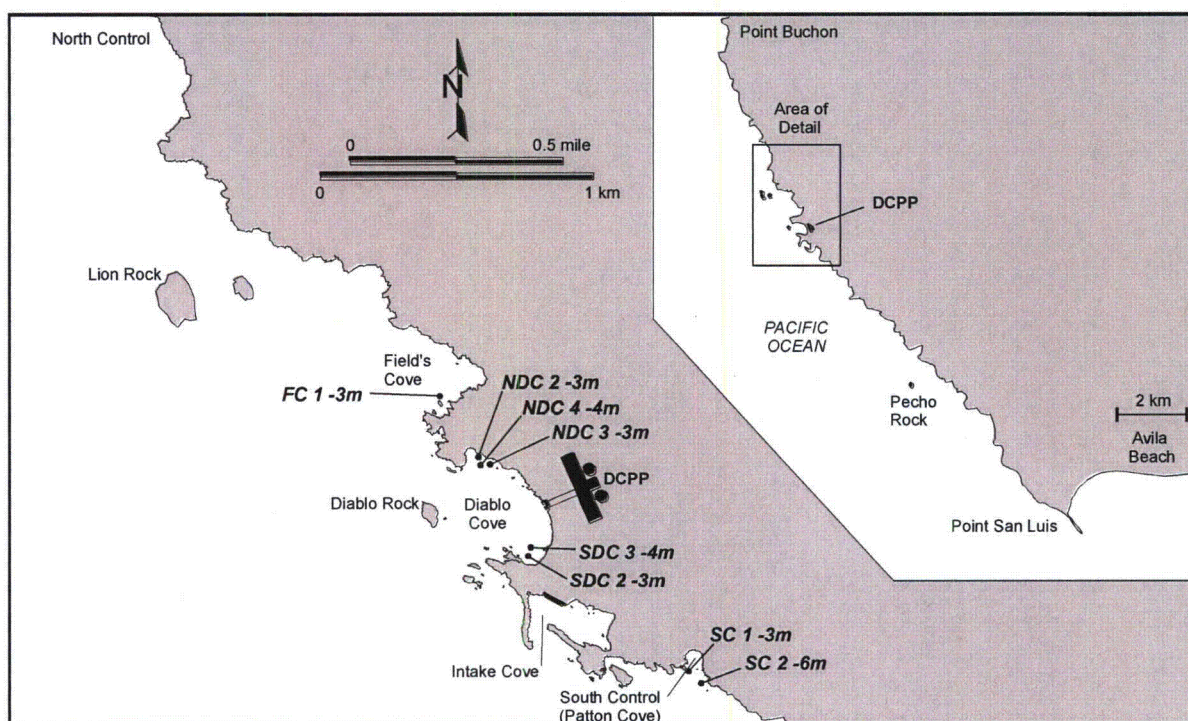 North Control
N
0
0.5 mile
0
1 km
Lion Rock
Field's
Cove
FC 1 -3m
NDC 2 -3m
NDC 4 -4m
NDC 3 -3m
DCPP
Diablo Rock
Diablo
Cove
SDC 3 -4m
SDC 2 -3m
Intake Cove
SC 1 -3m
SC 2 -6m
South Control
(Patton Cove)
Point Buchon
Area of
Detail
DCPP
PACIFIC
OCEAN
Pecho
Rock
2 km
Avila
Beach
Point San Luis